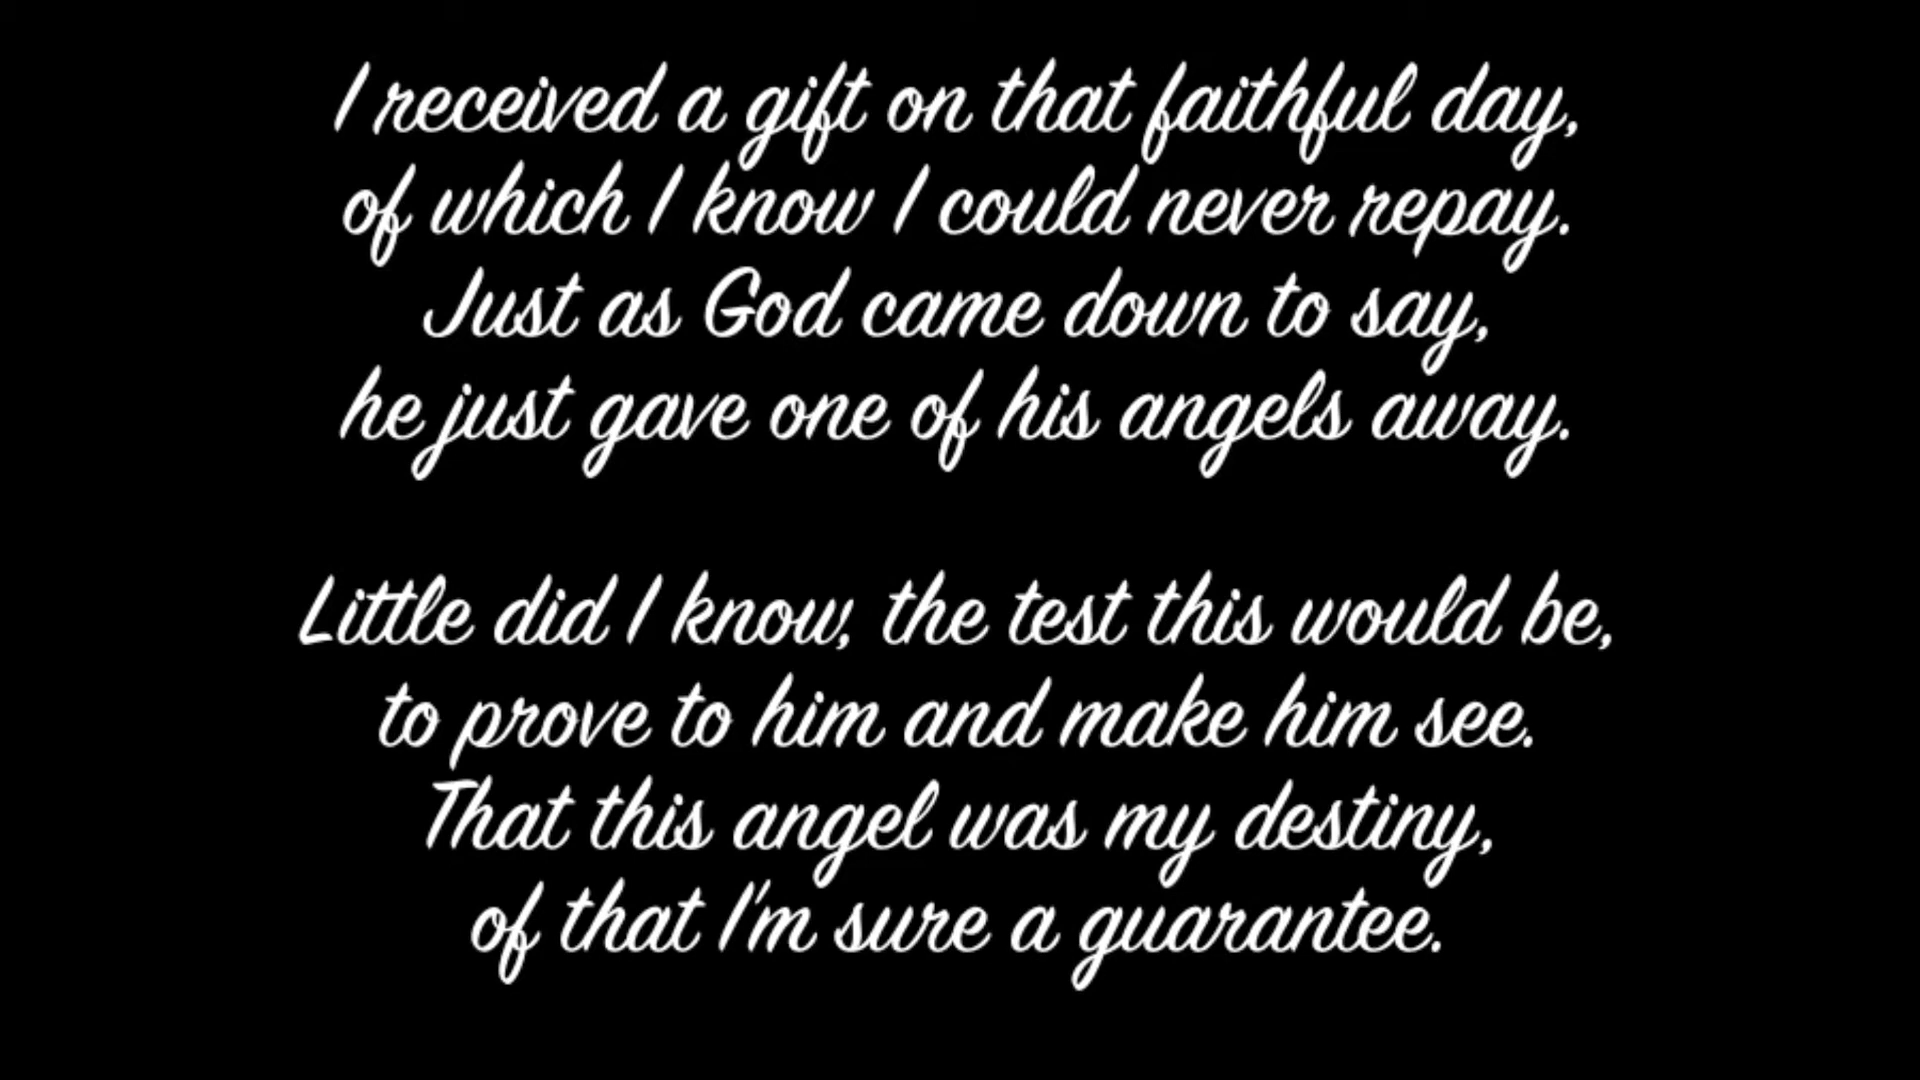 I received a gift on that faithful day,
of which I know I could never repay.
Just as God came down to say,
he just gave one of his angels away.
Little did I know, the test this would be,
to prove to him and make him see.
That this angel was my destiny,
of that I'm sure a guarantee.